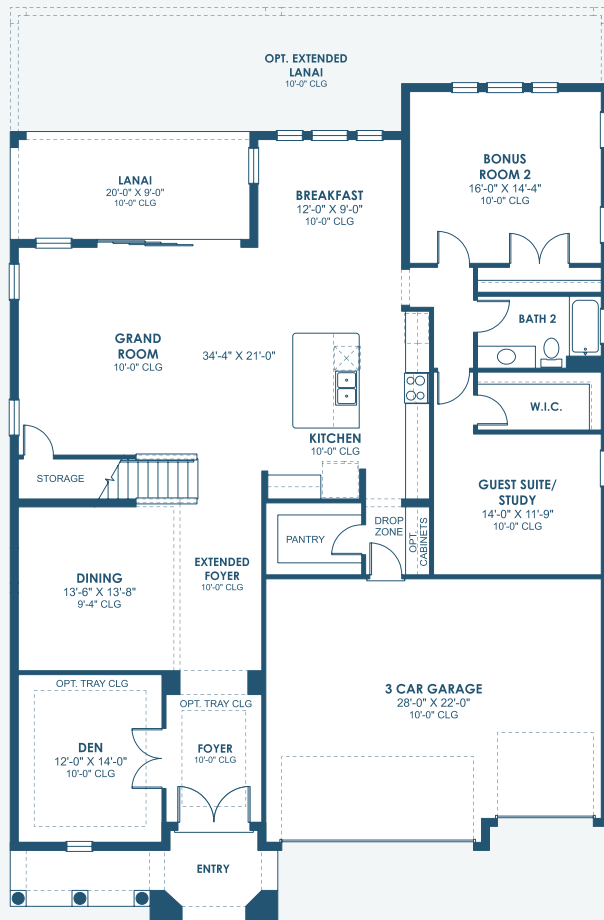 OPT. EXTENDED
LANAI
10'-0" CLG
LANAI
20'-0" X 9'-0"
10'-0" CLG
BREAKFAST
12'-0" X 9'-0"
10'-0" CLG
BONUS
ROOM 2
16'-0" X 14'-4"
10'-0" CLG
BATH 2
GRAND
ROOM
10'-0" CLG
34'-4" X 21'-0"
W.I.C.
KITCHEN
10'-0" CLG
STORAGE
GUEST SUITE/
STUDY
14'-0" X 11'-9"
10'-0" CLG
PANTRY
DROP
ZONE
OPT.
CABINETS
EXTENDED
FOYER
10'-0" CLG
DINING
13'-6" X 13'-8"
9'-4" CLG
OPT. TRAY CLG
OPT. TRAY CLG
3 CAR GARAGE
28'-0" X 22'-0"
10'-0" CLG
DEN
12'-0" X 14'-0"
10'-0" CLG
FOYER
10'-0" CLG
ENTRY